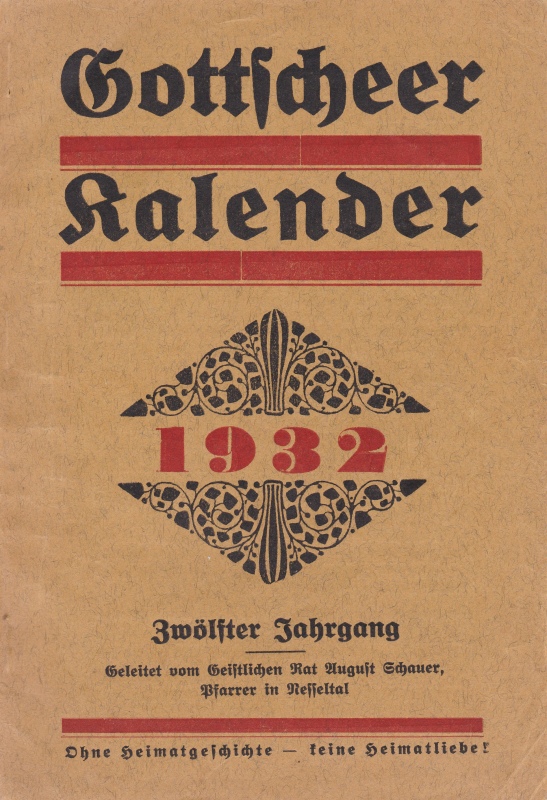 Gottscheer
Kalender
1932
Zwölfter Jahrgang
Geleitet vom Geistlichen Rat August Schauer,
Pfarrer in Nesseltal
Ohne Heimatgeschichte — keine Heimatliebe!